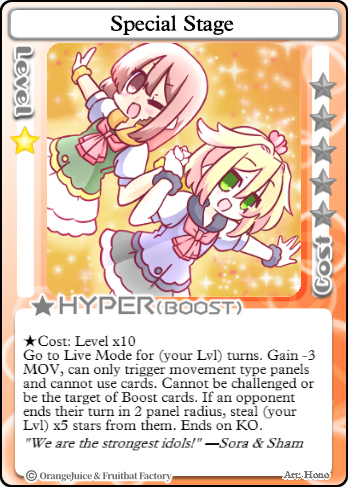 Special Stage
Level
Cost
★HYPER(BOOST)
★Cost: Level x10
Go to Live Mode for (your Lvl) turns. Gain -3
MOV, can only trigger movement type panels
and cannot use cards. Cannot be challenged or
be the target of Boost cards. If an opponent
ends their turn in 2 panel radius, steal (your
Lvl) x5 stars from them. Ends on KO.
"We are the strongest idols!" —Sora & Sham
© OrangeJuice & Fruitbat Factory
Art: Hono